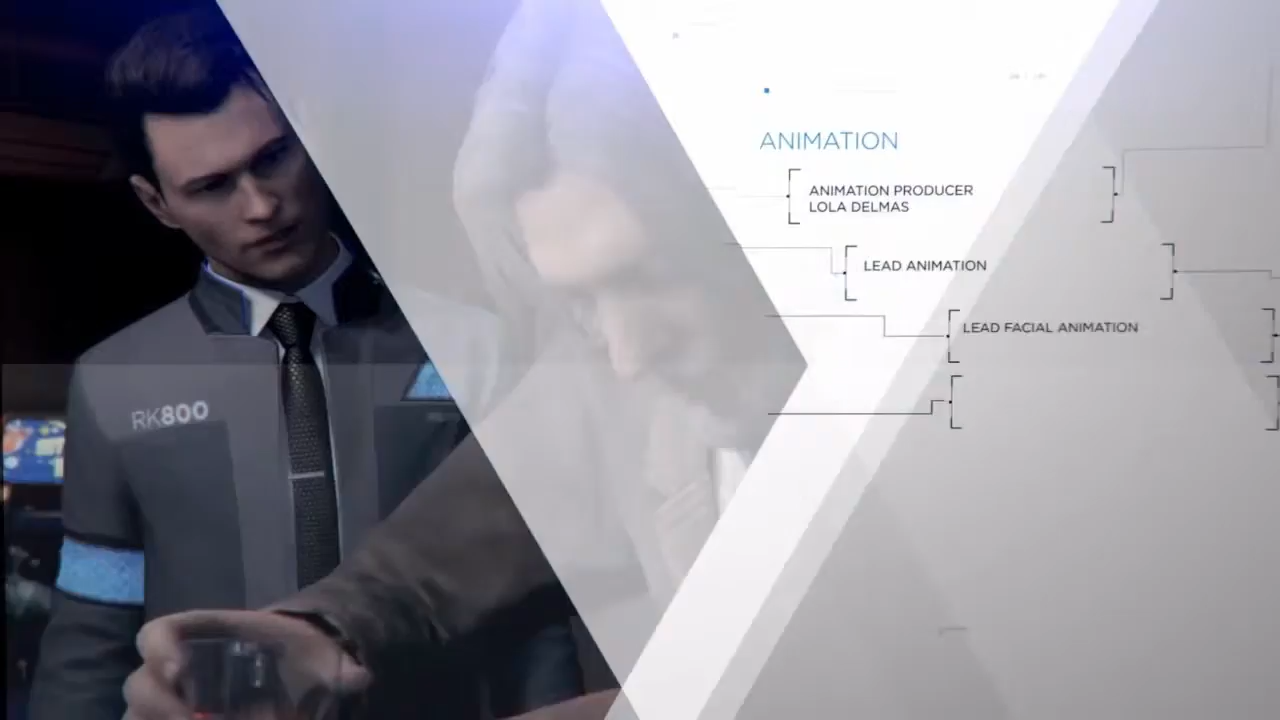 ANIMATION
ANIMATION PRODUCER
LOLA DELMAS
LEAD ANIMATION
LEAD FACIAL ANIMATION
RK800